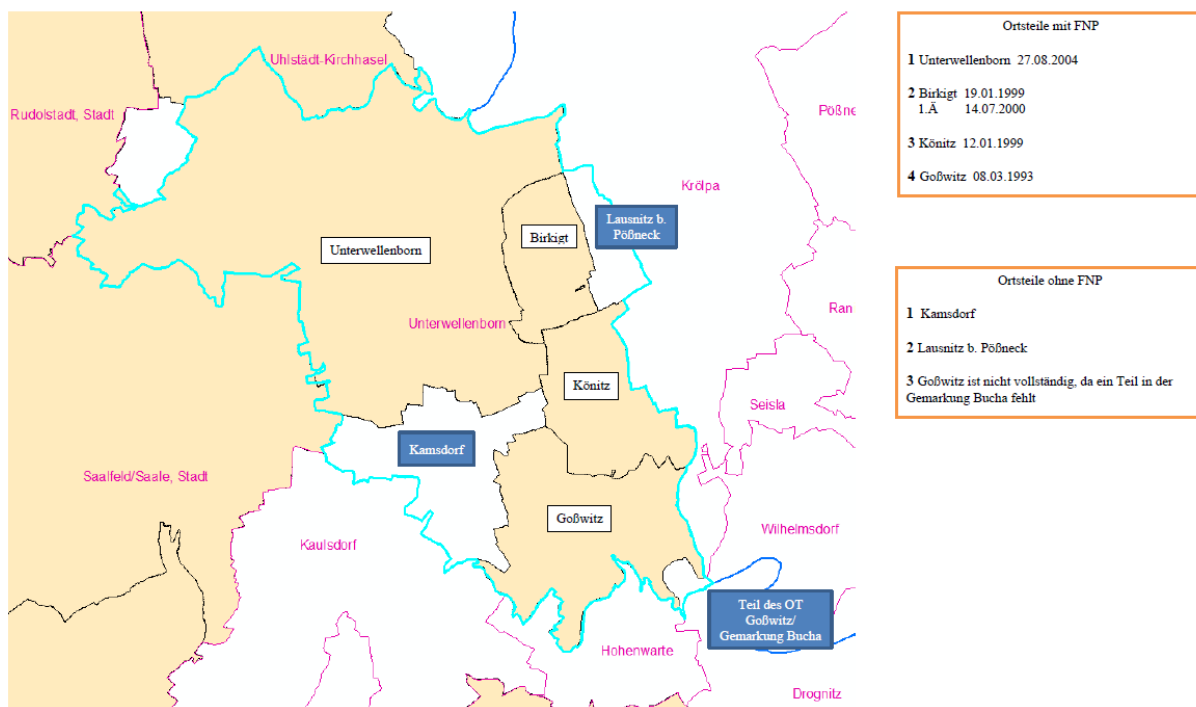 Uhlstädt-Kirchhasel
Rudolstadt, Stadt
Pößne
Krölpa
Lausnitz b.
Pößneck
Birkigt
Unterwellenborn
Ran
Unterwellenborn
Könitz
Seisla
Kamsdorf
Saalfeld/Saale, Stadt
Goßwitz
Wilhelmsdorf
Kaulsdorf
Teil des OT
Goßwitz/
Gemarkung Bucha
Hohenwarte
Drognitz
Ortsteile mit FNP
1 Unterwellenborn 27.08.2004
2 Birkigt 19.01.1999
1.Ä 14.07.2000
3 Könitz 12.01.1999
4 Goßwitz 08.03.1993
Ortsteile ohne FNP
1 Kamsdorf
2 Lausnitz b. Pößneck
3 Goßwitz ist nicht vollständig, da ein Teil in der
Gemarkung Bucha fehlt